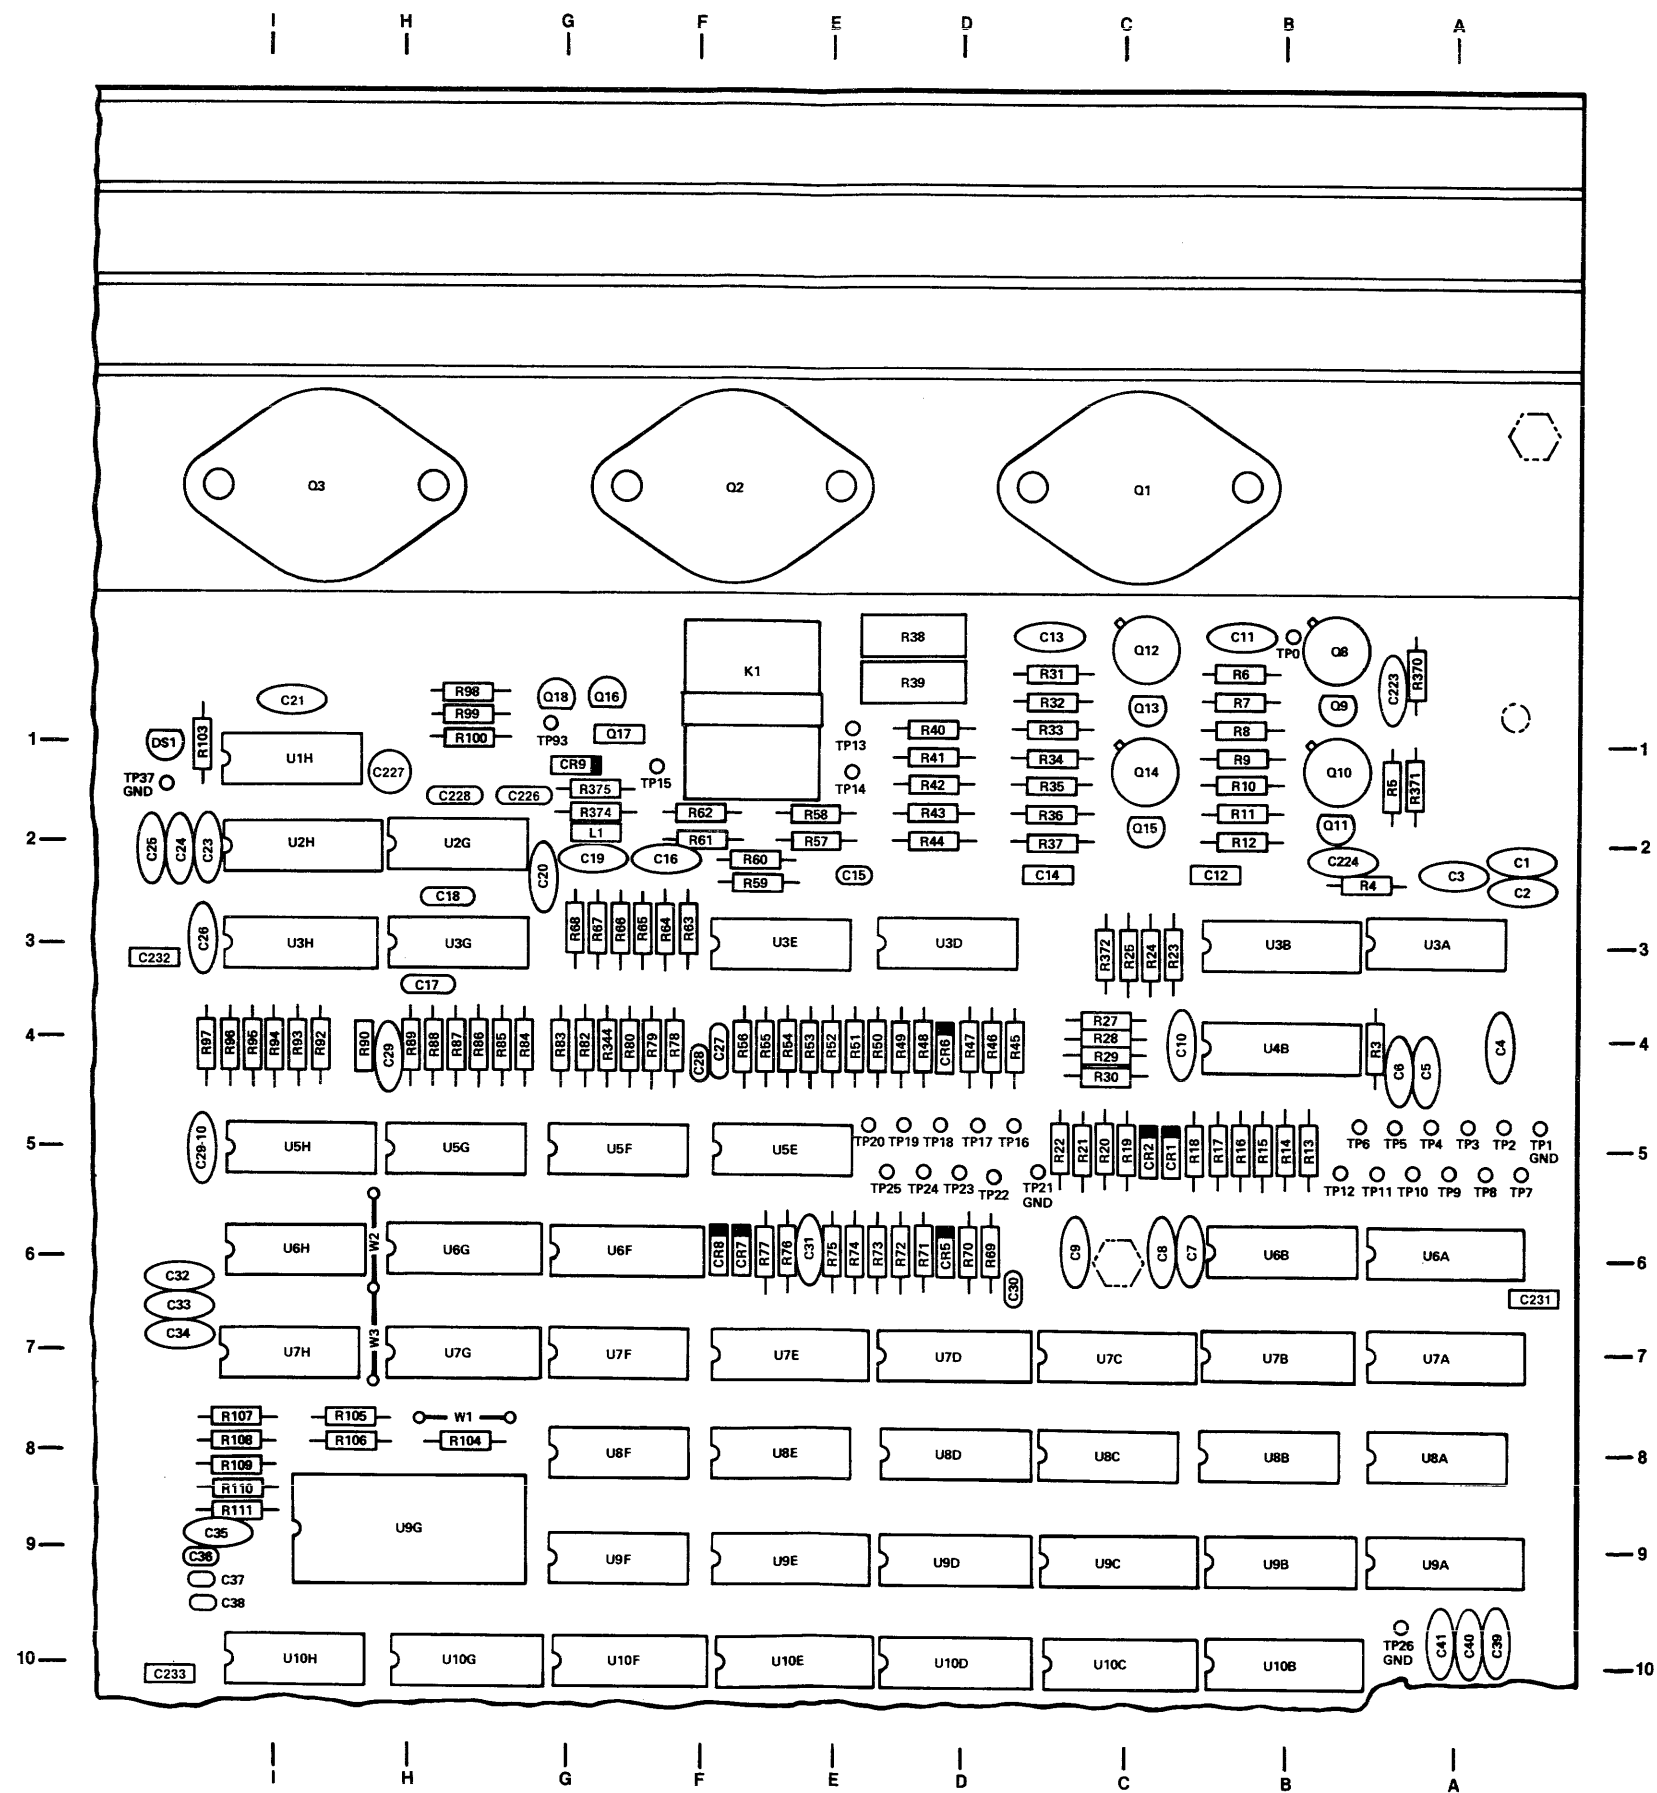 I H G F E D C B A
Q3 Q2 Q1
R38 C13 Q12 C11 TP0 Q8
K1 R39 R31 R6 C223 R370
C21 R98 Q18 Q16 R32 Q13 R7 Q9
R99
1 DS1 R103 R100 TP93 Q17 TP13 R40 R33 R8 1
U1H C227 CR9 TP15 R41 R34 Q14 R9 Q10
TP37 GND R375 TP14 R42 R35 R10 R5 R371
C228 C226
R374 R62 R58 R43 R36 R11
2 C25 C24 C23 U2H U2G L1 R61 R57 R44 R37 Q15 R12 Q11 2
C20 C19 C16 R60 C224 C1
R59 C15 C14 C12 R4 C3 C2
C18
3 C26 U3H U3G R68 R67 R66 R65 R64 R63 U3E U3D R372 R25 R24 R23 U3B U3A 3
C232
C17
4 R97 R96 R95 R94 R93 R92 R90 C29 R89 R88 R87 R86 R85 R84 R83 R82 R344 R80 R79 R78 C28 C27 R56 R55 R54 R53 R52 R51 R50 R49 R48 CR6 R47 R46 R45 R27 C10 U4B R3 C6 C5 C4 4
R28
R29
R30
5 C29-10 U5H U5G U5F U5E TP20 TP19 TP18 TP17 TP16 R22 R21 R20 R19 CR2 CR1 R18 R17 R16 R15 R14 R13 TP6 TP5 TP4 TP3 TP2 TP1 GND 5
TP25 TP24 TP23 TP22 TP21 GND TP12 TP11 TP10 TP9 TP8 TP7
6 U6H W2 U6G U6F CR8 CR7 R77 R76 C31 R75 R74 R73 R72 R71 CR5 R70 R69 C30 C9 C8 C7 U6B U6A 6
C32
C33 C231
C34
7 U7H W3 U7G U7F U7E U7D U7C U7B U7A 7
R107 R105 W1
8 R108 R106 R104 U8F U8E U8D U8C U8B U8A 8
R109
R110
R111
C35 U9G
9 C36 U9F U9E U9D U9C U9B U9A 9
C37
C38
TP26 GND C41 C40 C39
10 C233 U10H U10G U10F U10E U10D U10C U10B 10
I H G F E D C B A